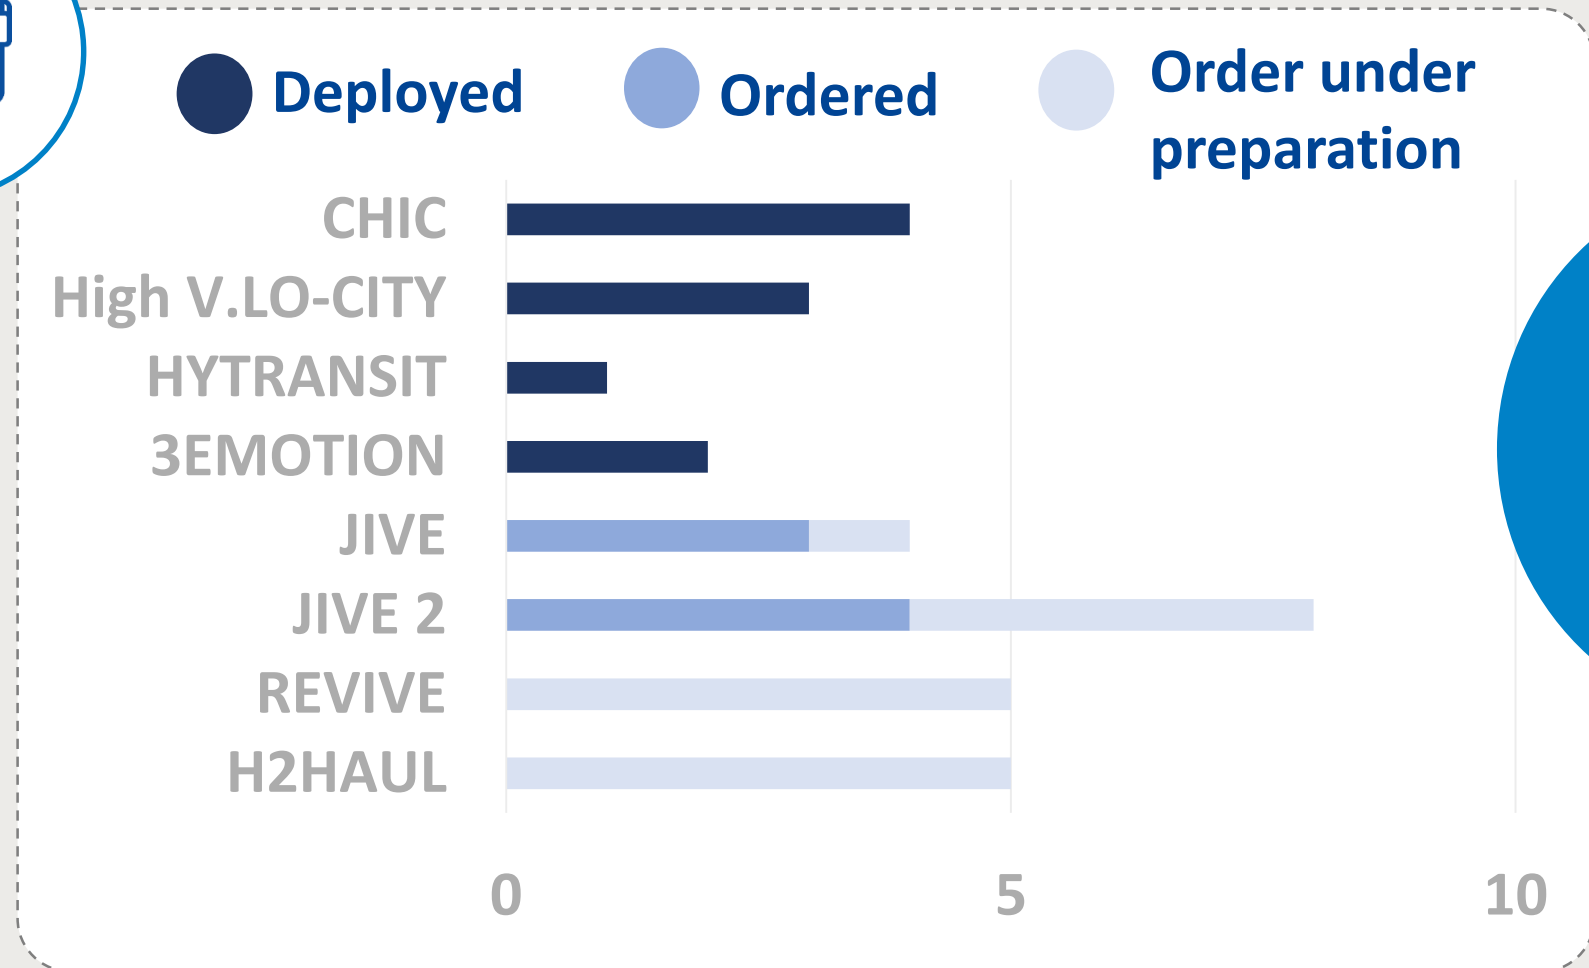 Deployed
Ordered
Order under
preparation
CHIC
High V.LO-CITY
HYTRANSIT
3EMOTION
JIVE
JIVE 2
REVIVE
H2HAUL
0 5 10